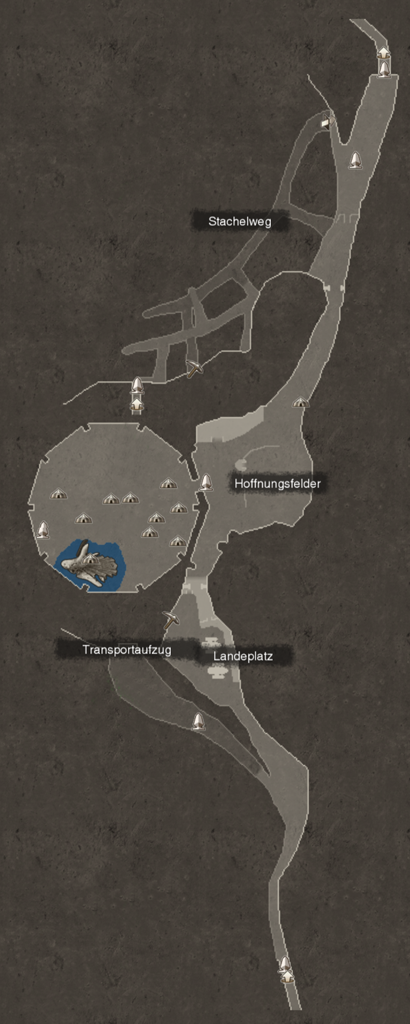 Stachelweg
Hoffnungsfelder
Transportaufzug
Landeplatz